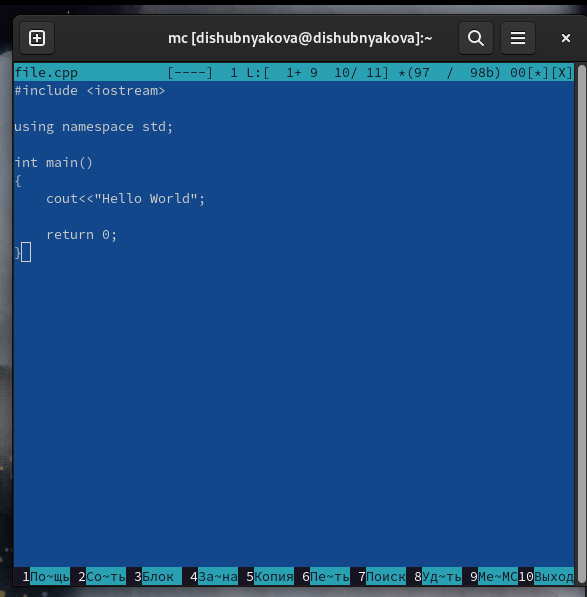 mc [dishubnyakova@dishubnyakova]:~
file.cpp [----] 1 L:[ 1+ 9 10/ 11] *(97 / 98b) 00[*][X]
#include <iostream>
using namespace std;
int main()
{
cout<<"Hello World";
return 0;
}
1По~щь 2Со~ть 3Блок 4За~на 5Копия 6Пе~ть 7Поиск 8Уд~ть 9Ме~МС10Выход